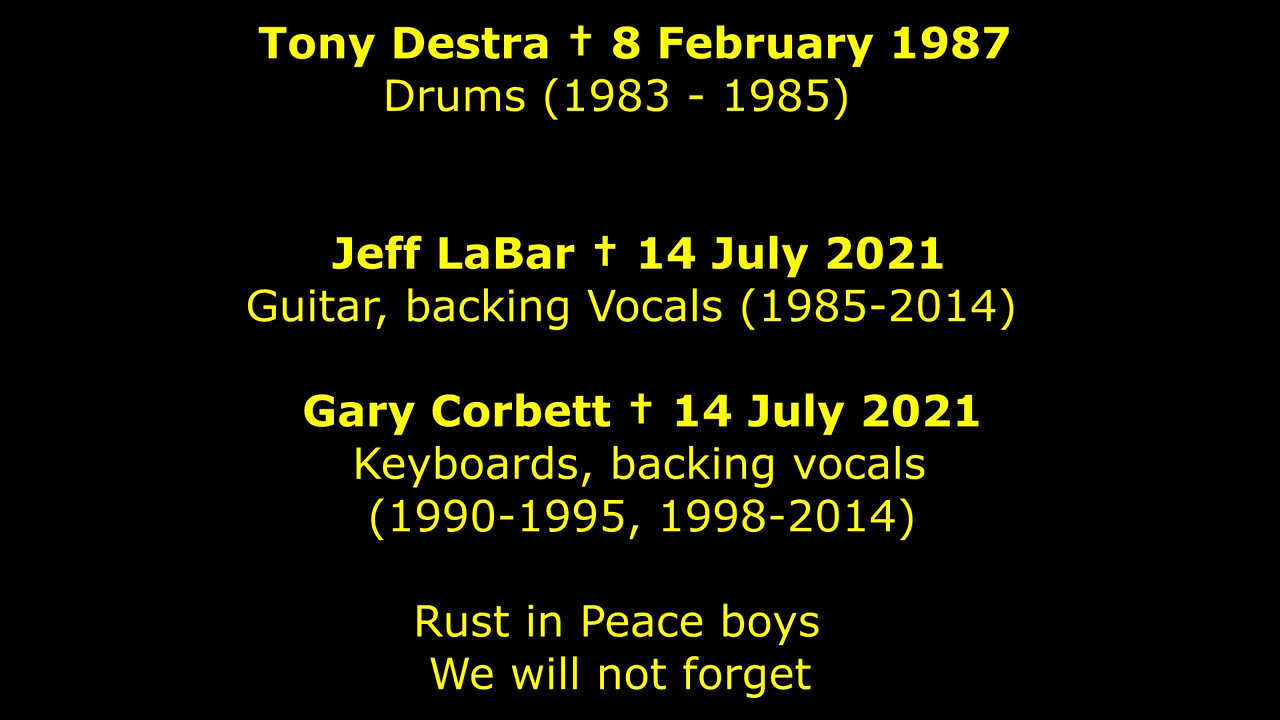 Tony Destra ✝ 8 February 1987
Drums (1983 - 1985)
Jeff LaBar ✝ 14 July 2021
Guitar, backing Vocals (1985-2014)
Gary Corbett ✝ 14 July 2021
Keyboards, backing vocals
(1990-1995, 1998-2014)
Rust in Peace boys
We will not forget